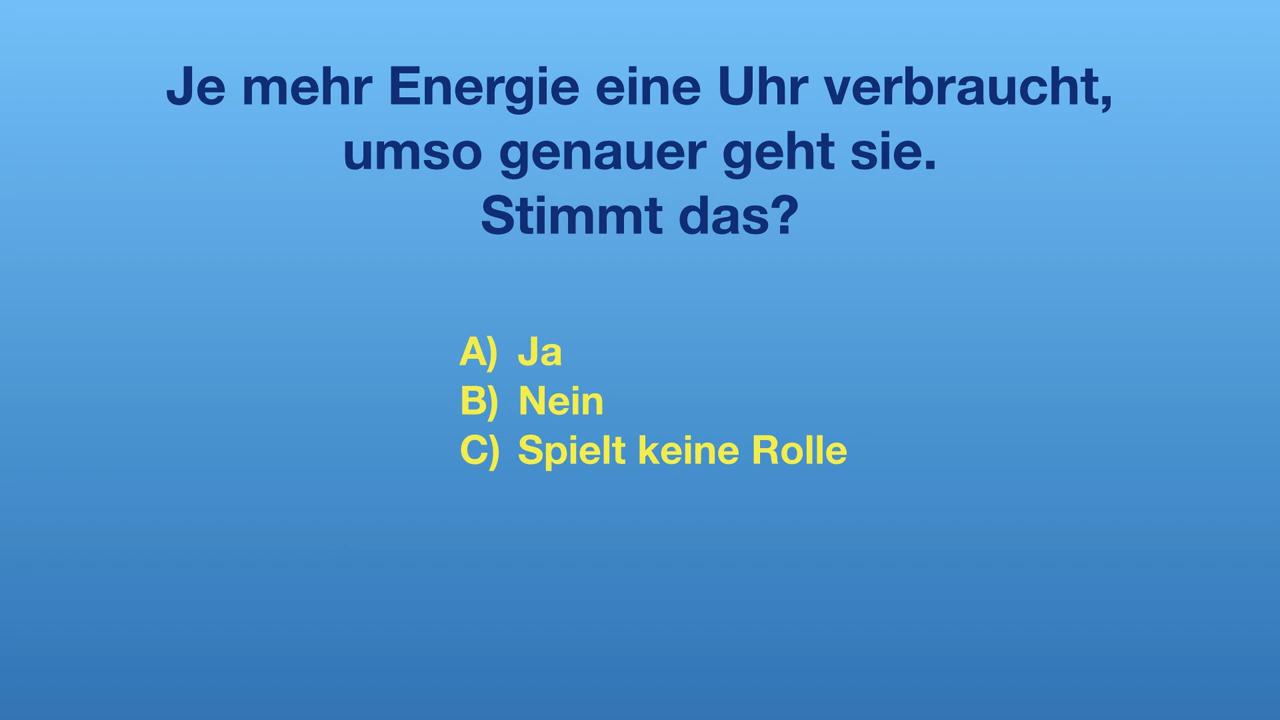 Je mehr Energie eine Uhr verbraucht,
umso genauer geht sie.
Stimmt das?
A) Ja
B) Nein
C) Spielt keine Rolle